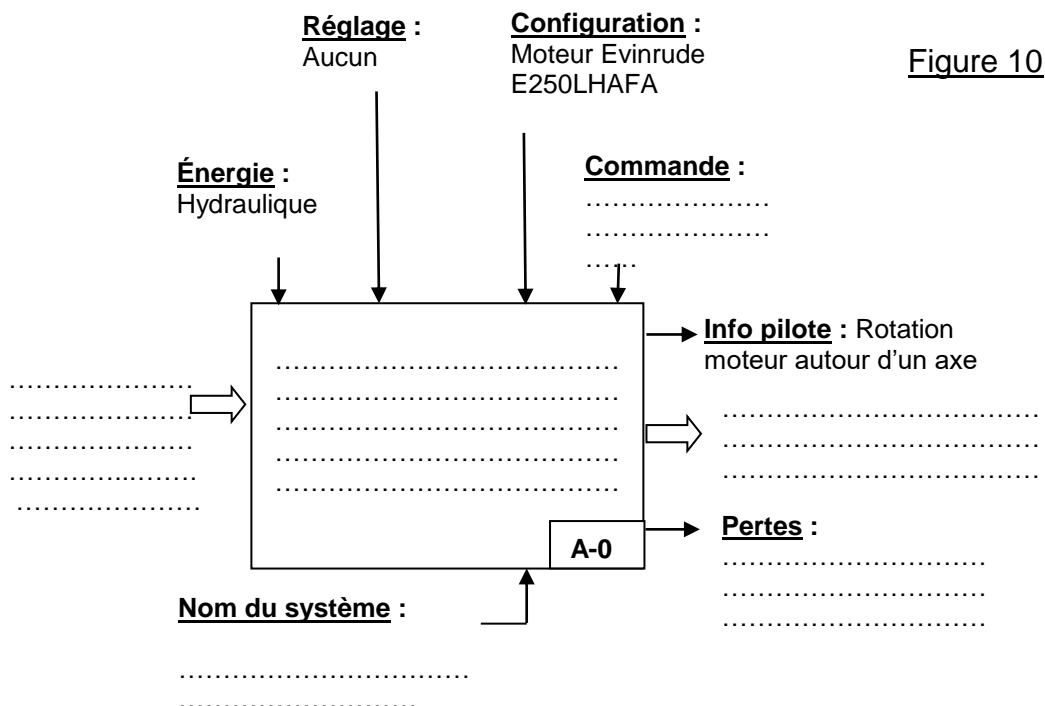 Réglage :
Aucun
Configuration :
Moteur Evinrude
E250LHAFA
Figure 10
Énergie :
Hydraulique
Commande :
…………………
…………………
……
Info pilote : Rotation
moteur autour d’un axe
…………………
…………………
…………………
…………...……..
…………………
…………………………………
…………………………………
…………………………………
…………………………………
…………………………………
………………………………
………………………………
………………………………
A-0
Pertes :
…………………………
…………………………
…………………………
Nom du système :
……………………………
………………………